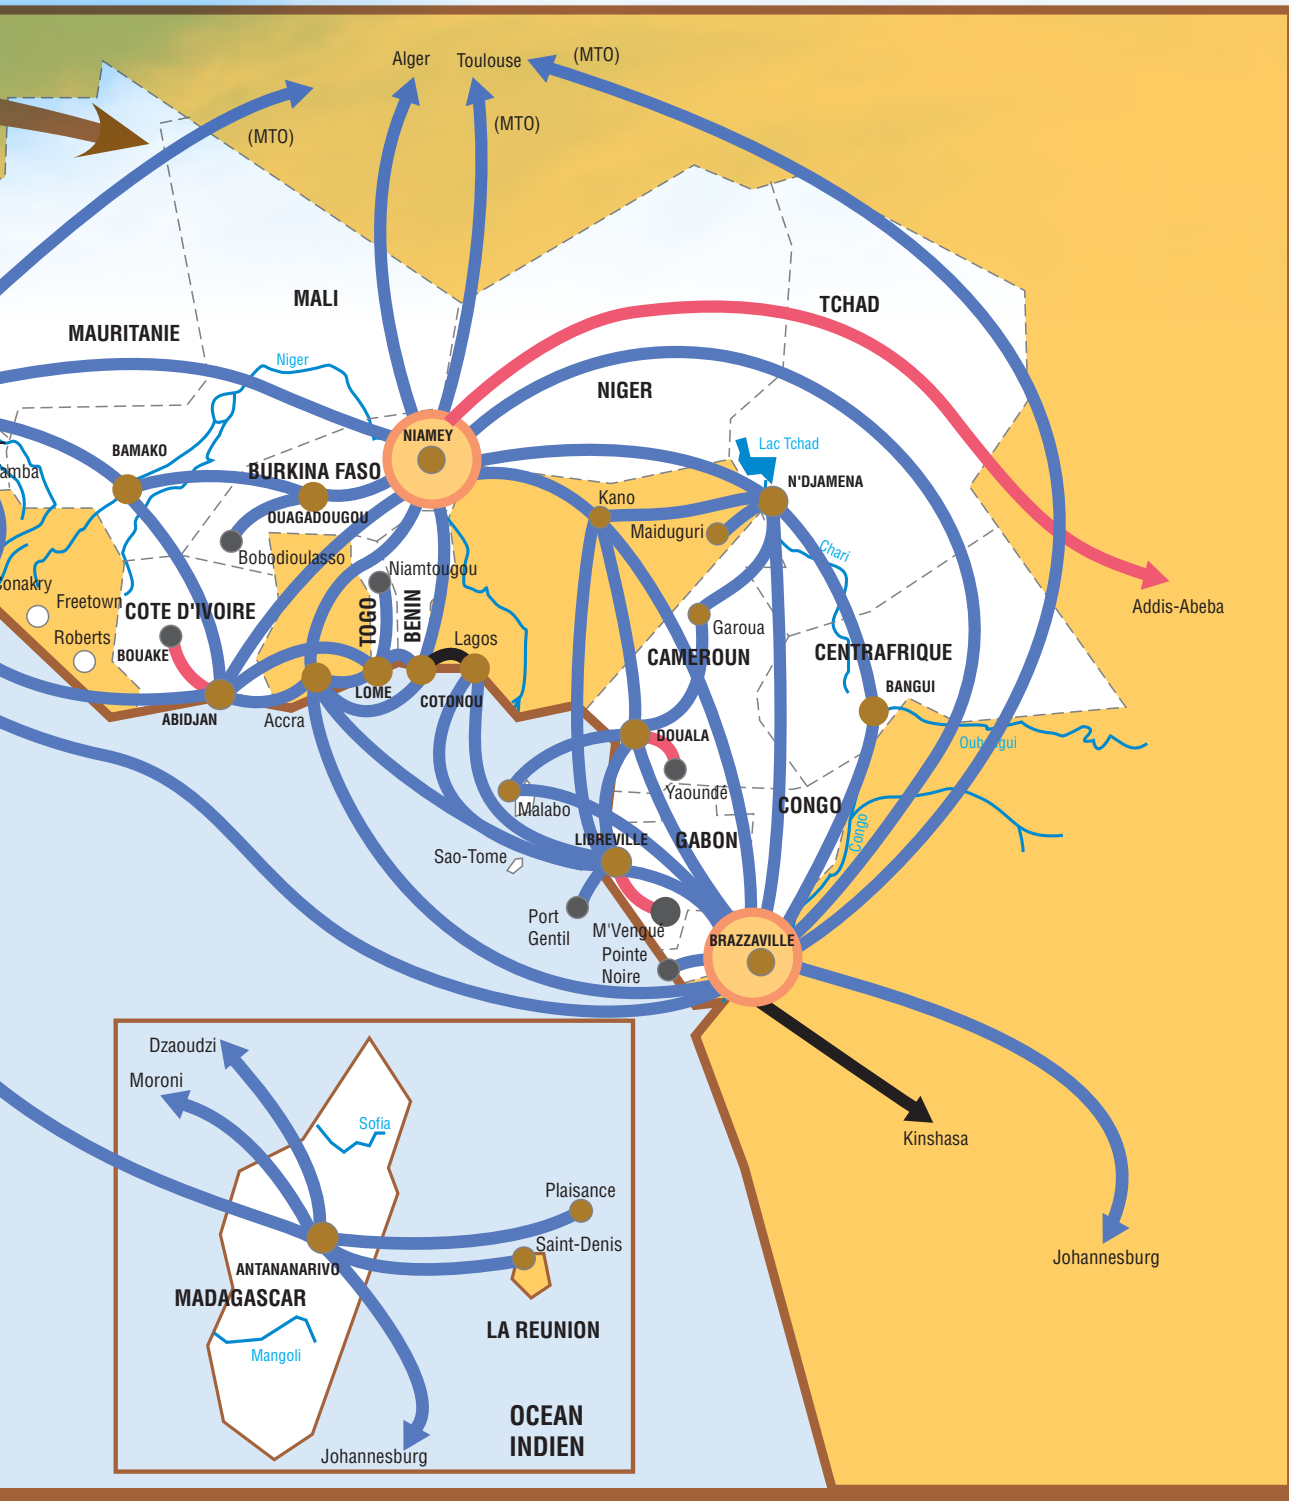 Alger
Toulouse
(MTO)
(MTO)
(MTO)
MALI
TCHAD
MAURITANIE
Niger
NIGER
NIAMEY
Lac Tchad
BAMAKO
amba
BURKINA FASO
N'DJAMENA
OUAGADOUGOU
Kano
Maiduguri
Bobodioulasso
Chari
Niamtougou
onakry
Freetown
COTE D'IVOIRE
TOGO
BENIN
Addis-Abeba
Garoua
Roberts
BOUAKE
Lagos
CAMEROUN
CENTRAFRIQUE
BANGUI
LOME
COTONOU
ABIDJAN
Accra
DOUALA
Yaoundé
Malabo
CONGO
Congo
LIBREVILLE
GABON
Sao-Tome
Port
Gentil
M'Vengué
Pointe
Noire
BRAZZAVILLE
Dzaoudzi
Moroni
Sofia
Kinshasa
Plaisance
Saint-Denis
Johannesburg
ANTANANARIVO
MADAGASCAR
LA REUNION
Mangoli
OCEAN
INDIEN
Johannesburg